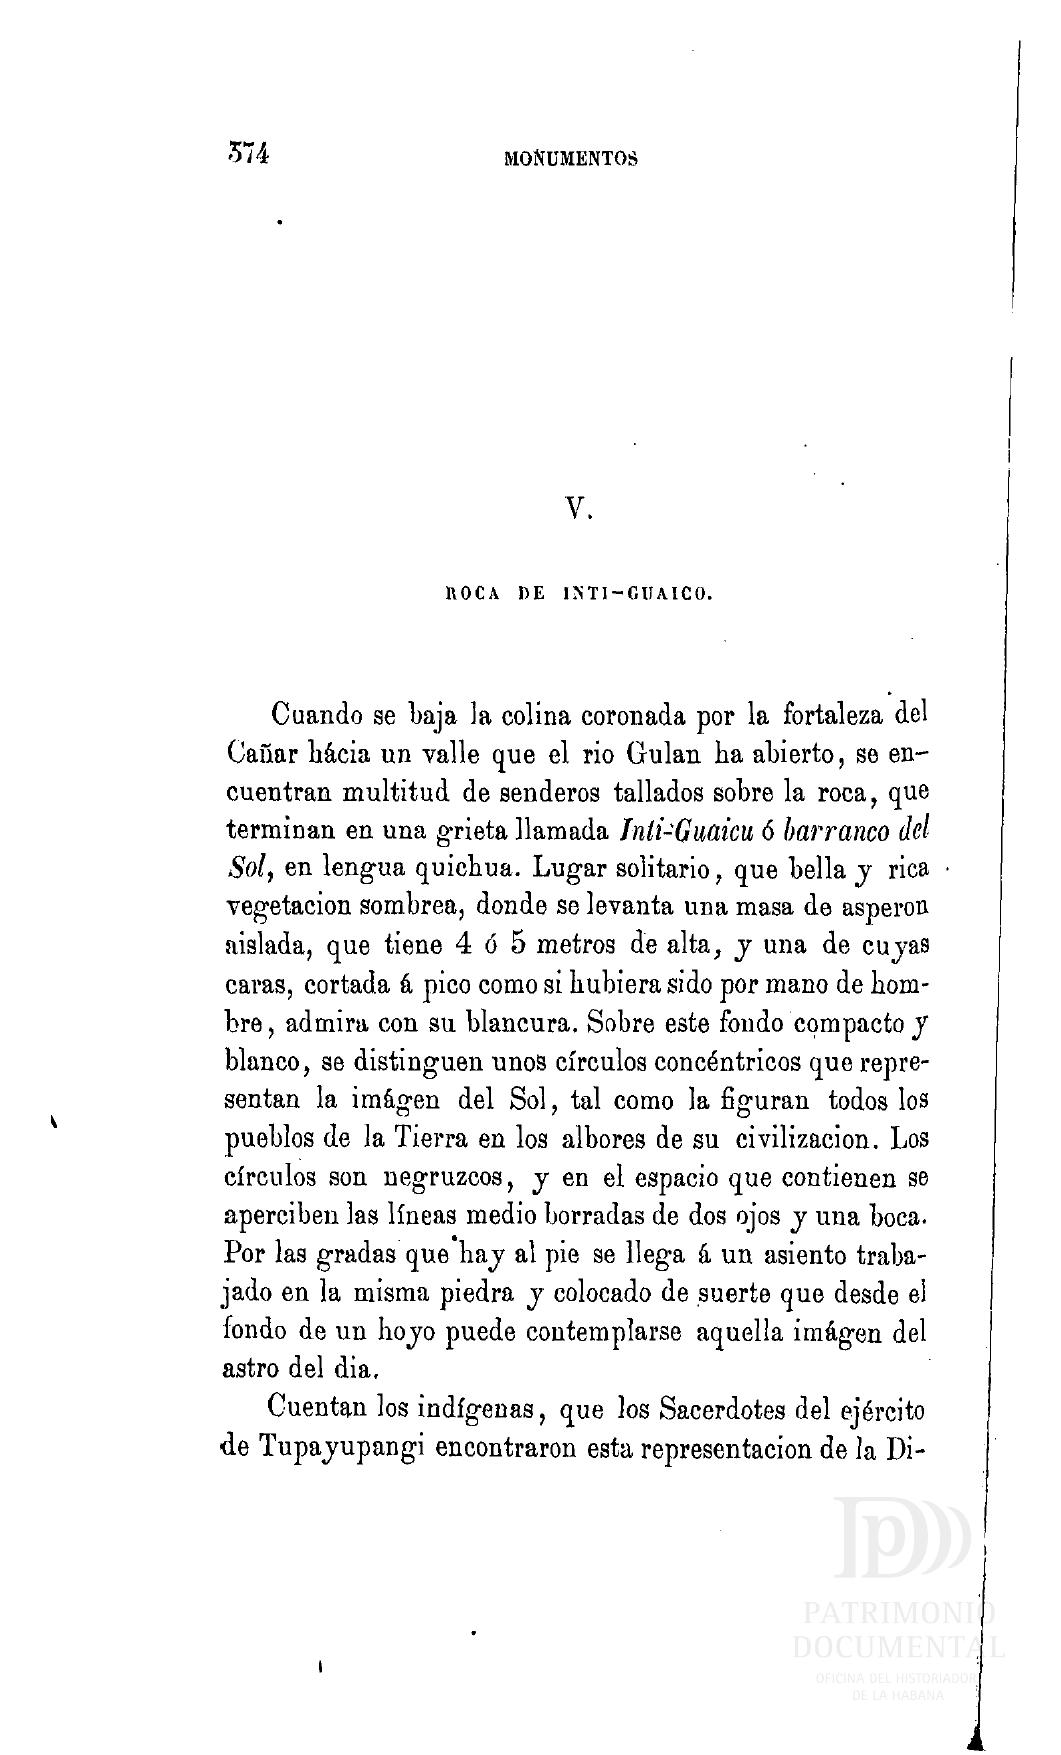 374
MONUMENTOS
V.
ROCA DE INTI-GUAICO.
Cuando se baja la colina coronada por la fortaleza del
Cañar hácia un valle que el rio Gulan ha abierto, se en-
cuentran multitud de senderos tallados sobre la roca, que
terminan en una grieta llamada Inti-Guaicu ó barranco del
Sol, en lengua quichua. Lugar solitario, que bella y rica
vegetacion sombrea, donde se levanta una masa de asperon
aislada, que tiene 4 ó 5 metros de alta, y una de cuyas
caras, cortada á pico como si hubiera sido por mano de hom-
bre, admira con su blancura. Sobre este fondo compacto y
blanco, se distinguen unos círculos concéntricos que repre-
sentan la imágen del Sol, tal como la figuran todos los
pueblos de la Tierra en los albores de su civilizacion. Los
círculos son negruzcos, y en el espacio que contienen se
aperciben las líneas medio borradas de dos ojos y una boca.
Por las gradas que hay al pie se llega á un asiento traba-
jado en la misma piedra y colocado de suerte que desde el
fondo de un hoyo puede contemplarse aquella imágen del
astro del dia.
Cuentan los indígenas, que los Sacerdotes del ejército
de Tupayupangi encontraron esta representacion de la Di-
PATRIMONIO
DOCUMENTAL
OFICINA DEL HISTORIADOR
DE LA HABANA